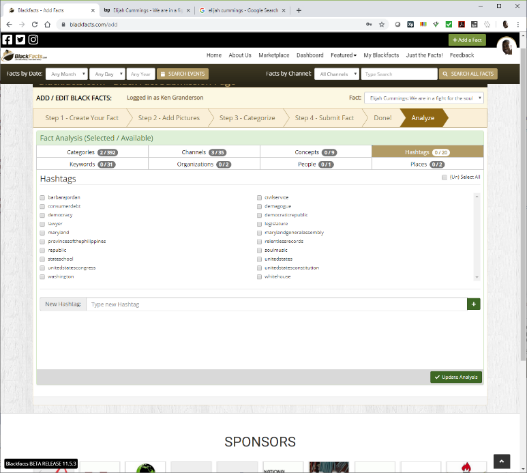 BlackFacts - Add Facts
Elijah Cummings - We are in a fi
elijah cummings - Google Search
blackfacts.com/add
Add a Fact
BlackFacts
Home About Us Marketplace Dashboard Featured My Blackfacts Just the Facts! Feedback
Facts by Date: Any Month Any Day Any Year SEARCH EVENTS Facts by Channel: All Channels Type Search SEARCH ALL FACTS
ADD / EDIT BLACK FACTS: Logged in as Ken Granderson Fact: Elijah Cummings: We are in a fight for the soul
Step 1 - Create Your Fact Step 2 - Add Pictures Step 3 - Categorize Step 4 - Submit Fact Done! Analyze
Fact Analysis (Selected / Available)
Categories Channels Concepts Hashtags 0 / 20
Keywords 0 / 31 Organizations 0 / 2 People 0 / 1 Places 0 / 2
Hashtags (Un) Select All
barbarajordan civilservice
consumerdebt demagogue
democracy democraticrepublic
lawyer legislature
maryland marylandgeneralassembly
provinceofthephilippines relentlessrecords
republic soulmusic
stateschool unitedstates
unitedstatescongress unitedstatesconstitution
washington whitehouse
New Hashtag: Type new Hashtag +
Update Analysis
SPONSORS
Blackfacts BETA RELEASE 11.5.3